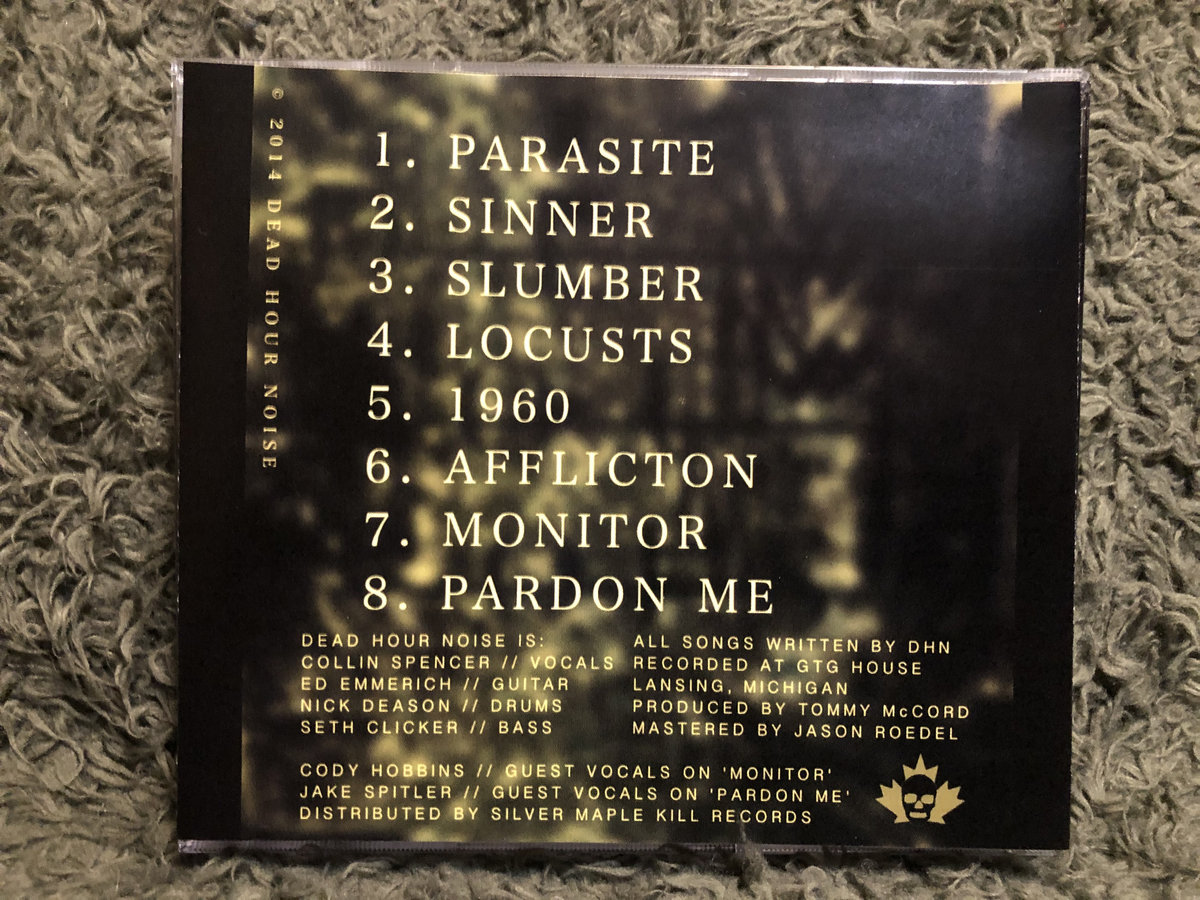 © 2014 DEAD HOUR NOISE
1. PARASITE
2. SINNER
3. SLUMBER
4. LOCUSTS
5. 1960
6. AFFLICTON
7. MONITOR
8. PARDON ME
DEAD HOUR NOISE IS:
COLLIN SPENCER // VOCALS
ED EMMERICH // GUITAR
NICK DEASON // DRUMS
SETH CLICKER // BASS
ALL SONGS WRITTEN BY DHN
RECORDED AT GTG HOUSE
LANSING, MICHIGAN
PRODUCED BY TOMMY McCORD
MASTERED BY JASON ROEDEL
CODY HOBBINS // GUEST VOCALS ON 'MONITOR'
JAKE SPITLER // GUEST VOCALS ON 'PARDON ME'
DISTRIBUTED BY SILVER MAPLE KILL RECORDS